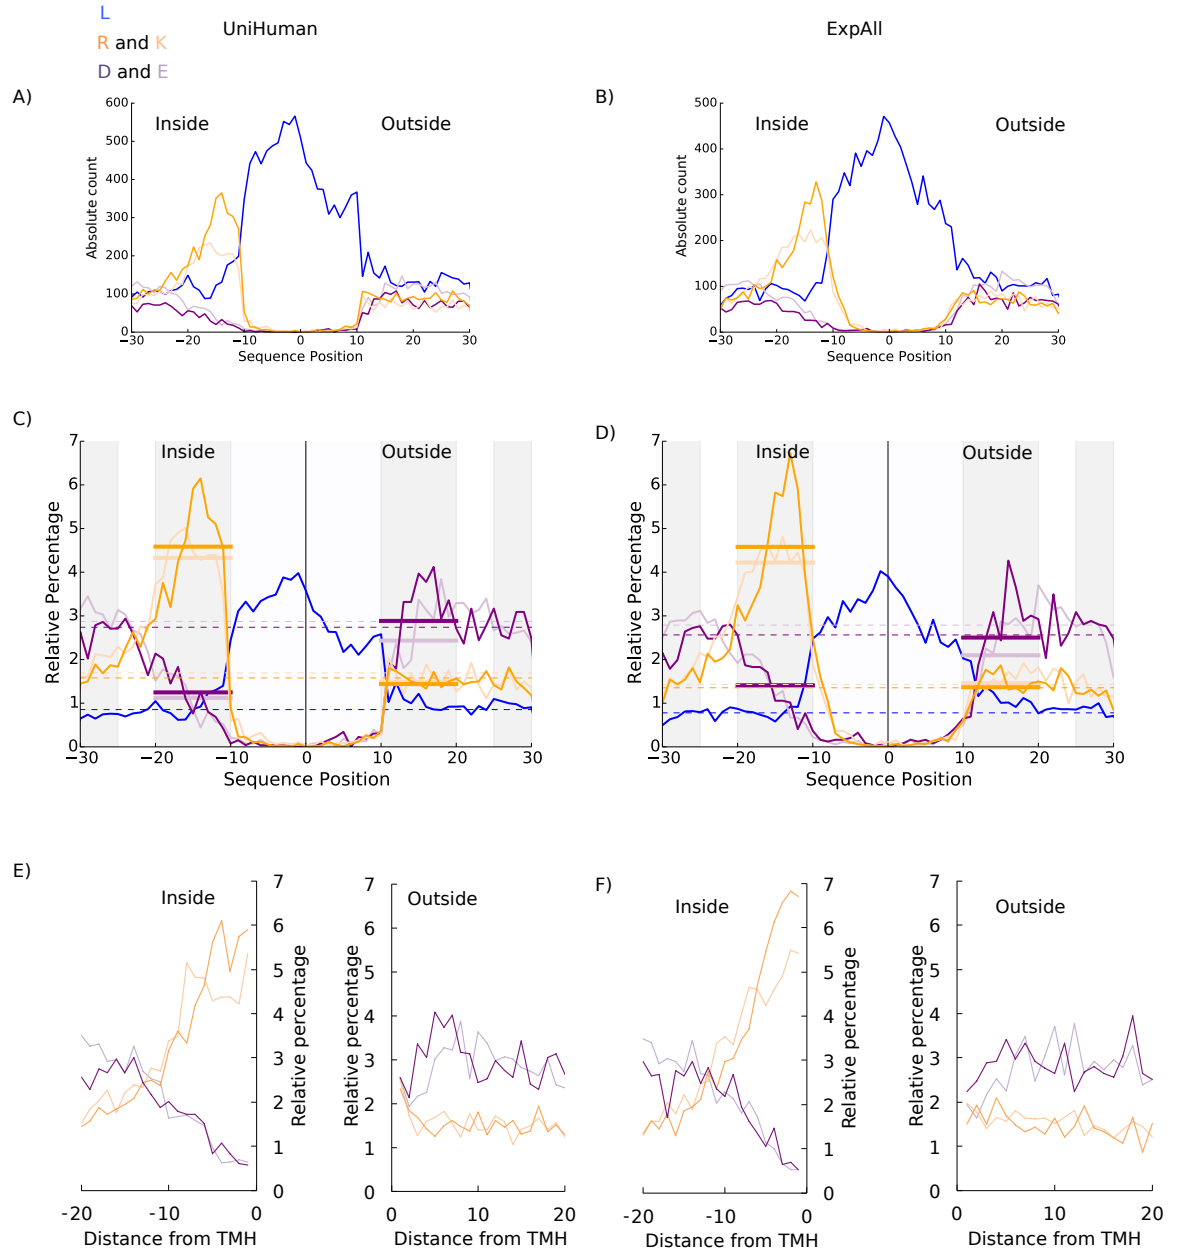 L
R and K
D and E
UniHuman
ExpAll
A)
B)
600
500
400
300
200
100
0
Absolute count
Inside
Outside
−30
−20
−10
0
10
20
30
Sequence Position
500
400
300
200
100
0
Absolute count
Inside
Outside
−30
−20
−10
0
10
20
30
Sequence Position
C)
D)
7
6
5
4
3
2
1
0
Relative Percentage
Inside
Outside
−30
−20
−10
0
10
20
30
Sequence Position
7
6
5
4
3
2
1
0
Relative Percentage
Inside
Outside
−30
−20
−10
0
10
20
30
Sequence Position
E)
F)
Inside
7
6
5
4
3
2
1
0
Relative percentage
-20
-10
0
Distance from TMH
Outside
7
6
5
4
3
2
1
0
Relative percentage
0
10
20
Distance from TMH
Inside
7
6
5
4
3
2
1
0
Relative percentage
-20
-10
0
Distance from TMH
Outside
7
6
5
4
3
2
1
0
Relative percentage
0
10
20
Distance from TMH